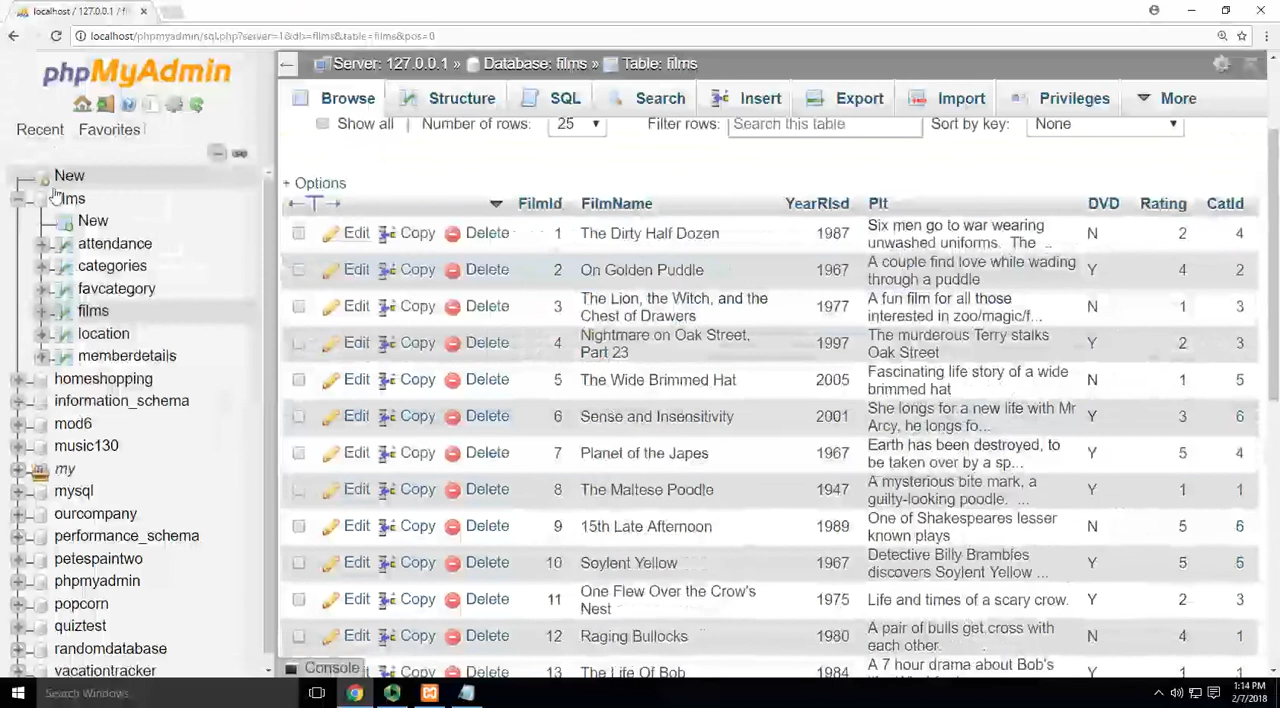 localhost / 127.0.0.1 / fi
localhost/phpmyadmin/sql.php?server=1&db=films&table=films&pos=0
phpMyAdmin
Recent Favorites
New
films
New
attendance
categories
favcategory
films
location
memberdetails
homeshopping
information_schema
mod6
music130
my
mysql
ourcompany
performance_schema
petespaintwo
phpmyadmin
popcorn
quiztest
randomdatabase
vacationtracker
Server: 127.0.0.1 » Database: films » Table: films
Browse Structure SQL Search Insert Export Import Privileges More
Show all Number of rows: 25 Filter rows: Search this table Sort by key: None
+ Options
FilmId FilmName YearRlsd Plt DVD Rating CatId
Edit Copy Delete 1 The Dirty Half Dozen 1987 Six men go to war wearing N 2 4
unwashed uniforms. The ...
Edit Copy Delete 2 On Golden Puddle 1967 A couple find love while wading Y 4 2
through a puddle
Edit Copy Delete 3 The Lion, the Witch, and the 1977 A fun film for all those N 1 3
Chest of Drawers interested in zoo/magic/f...
Edit Copy Delete 4 Nightmare on Oak Street, 1997 The murderous Terry stalks Y 2 3
Part 23 Oak Street
Edit Copy Delete 5 The Wide Brimmed Hat 2005 Fascinating life story of a wide N 1 5
brimmed hat
Edit Copy Delete 6 Sense and Insensitivity 2001 She longs for a new life with Mr Y 3 6
Arcy, he longs fo...
Edit Copy Delete 7 Planet of the Japes 1967 Earth has been destroyed, to Y 5 4
be taken over by a sp...
Edit Copy Delete 8 The Maltese Poodle 1947 A mysterious bite mark, a Y 1 1
guilty-looking poodle. ...
Edit Copy Delete 9 15th Late Afternoon 1989 One of Shakespeares lesser N 5 6
known plays
Edit Copy Delete 10 Soylent Yellow 1967 Detective Billy Brambles Y 5 5
discovers Soylent Yellow ...
Edit Copy Delete 11 One Flew Over the Crow's 1975 Life and times of a scary crow. Y 2 3
Nest
Edit Copy Delete 12 Raging Bullocks 1980 A pair of bulls get cross with N 4 1
each other.
Edit Copy Delete 13 The Life Of Bob 1984 A 7 hour drama about Bob's Y 1 1
Console
Search Windows
1:14 PM
2/7/2018